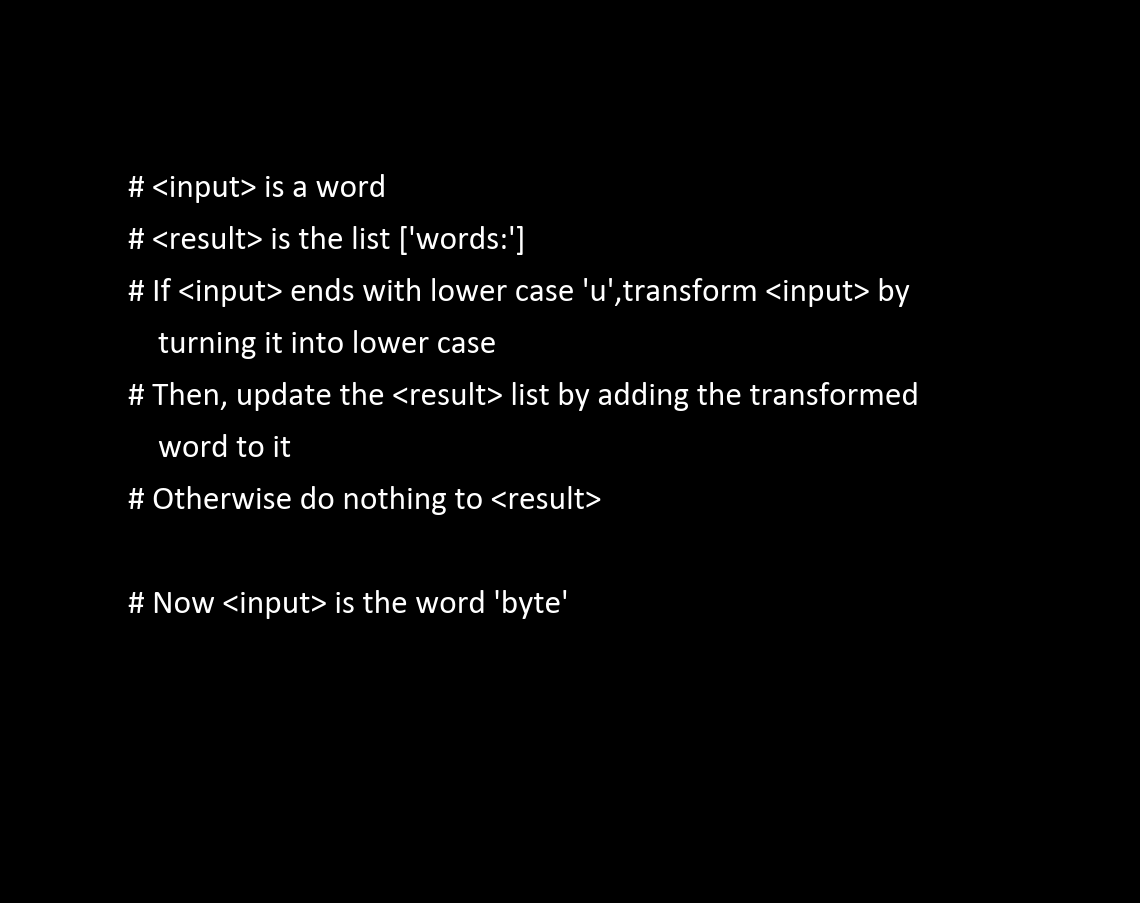 # <input> is a word
# <result> is the list ['words:']
# If <input> ends with lower case 'u',transform <input> by
turning it into lower case
# Then, update the <result> list by adding the transformed
word to it
# Otherwise do nothing to <result>
# Now <input> is the word 'byte'